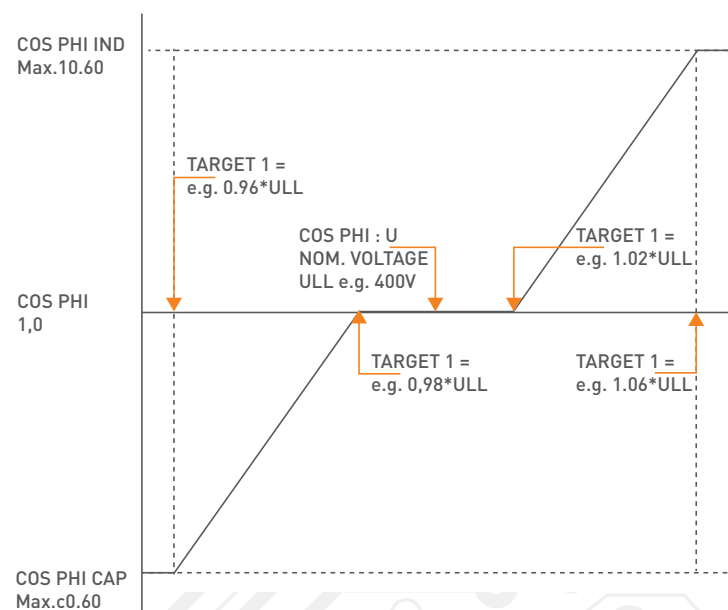 COS PHI IND
Max.10.60
TARGET 1 =
e.g. 0.96*ULL
COS PHI : U
NOM. VOLTAGE
ULL e.g. 400V
TARGET 1 =
e.g. 1.02*ULL
COS PHI
1,0
TARGET 1 =
e.g. 0,98*ULL
TARGET 1 =
e.g. 1.06*ULL
COS PHI CAP
Max.c0.60